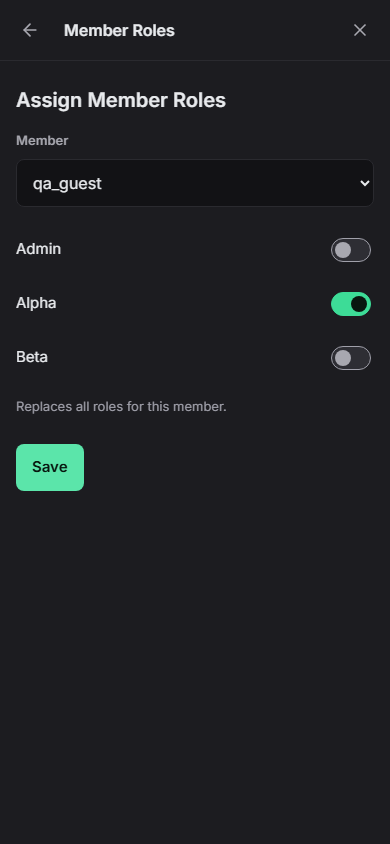 Member Roles
Assign Member Roles
Member
qa_guest
Admin
Alpha
Beta
Replaces all roles for this member.
Save